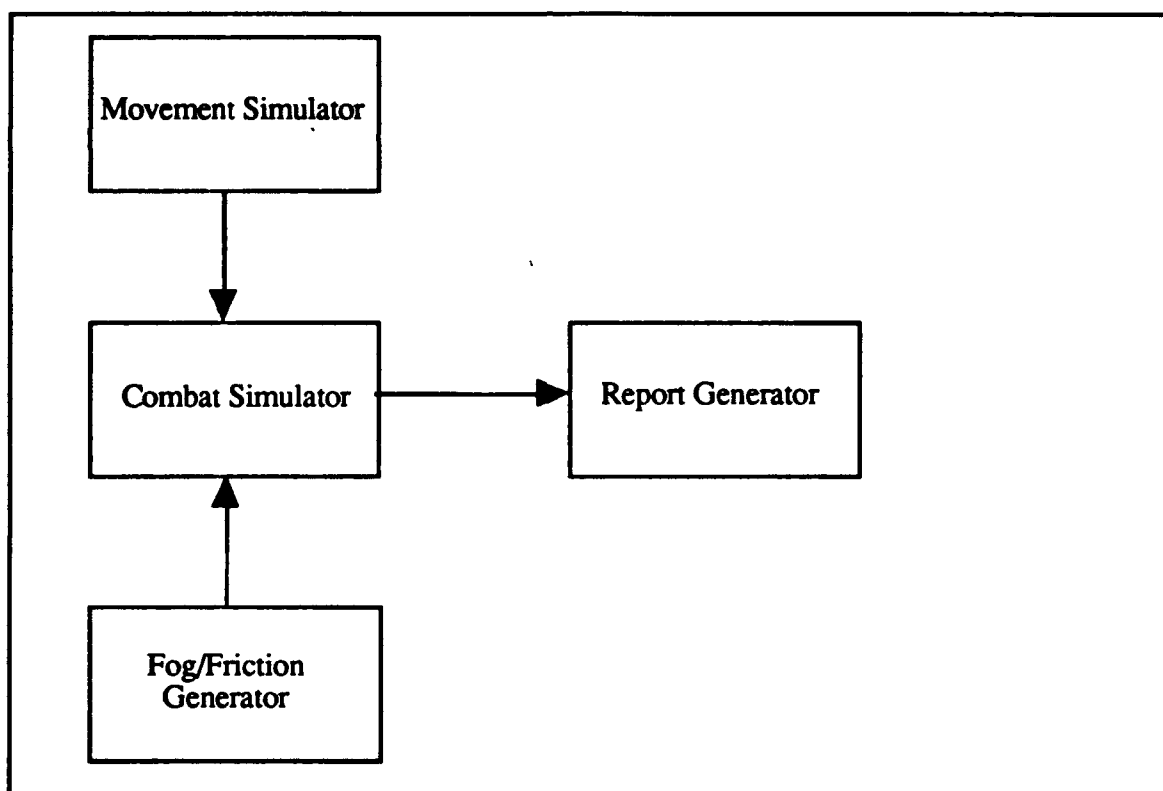 Movement Simulator
Combat Simulator
Report Generator
Fog/Friction
Generator